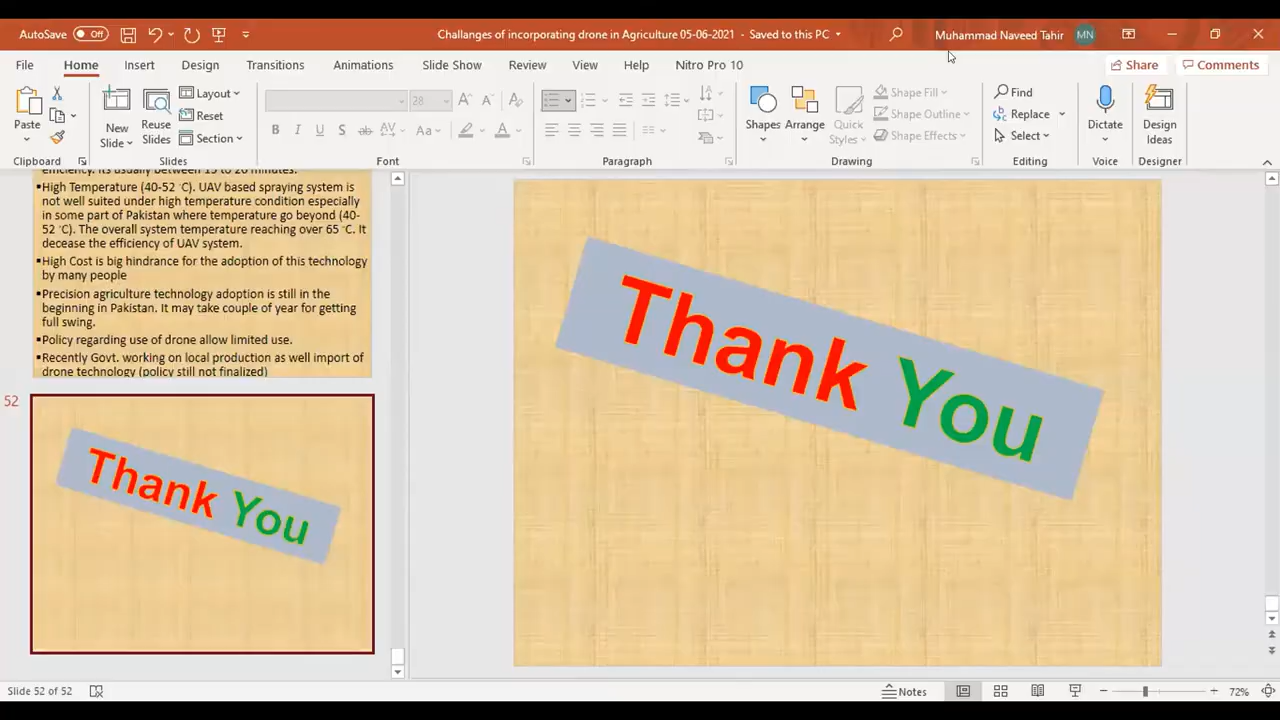 AutoSave Off
Challanges of incorporating drone in Agriculture 05-06-2021 - Saved to this PC
Muhammad Naveed Tahir MN
File Home Insert Design Transitions Animations Slide Show Review View Help Nitro Pro 10
Share Comments
Paste
New Slide
Reuse Slides
Layout
Reset
Section
28
Shapes
Arrange
Quick Styles
Shape Fill
Shape Outline
Shape Effects
Find
Replace
Select
Dictate
Design Ideas
Clipboard Slides Font Paragraph Drawing Editing Voice Designer
efficiency. Its usually between 15 to 20 minutes.
▪High Temperature (40-52 °C). UAV based spraying system is
not well suited under high temperature condition especially
in some part of Pakistan where temperature go beyond (40-
52 °C). The overall system temperature reaching over 65 °C. It
decease the efficiency of UAV system.
▪High Cost is big hindrance for the adoption of this technology
by many people
▪Precision agriculture technology adoption is still in the
beginning in Pakistan. It may take couple of year for getting
full swing.
▪Policy regarding use of drone allow limited use.
▪Recently Govt. working on local production as well import of
drone technology (policy still not finalized)
52
Thank You
Thank You
Slide 52 of 52
Notes
72%